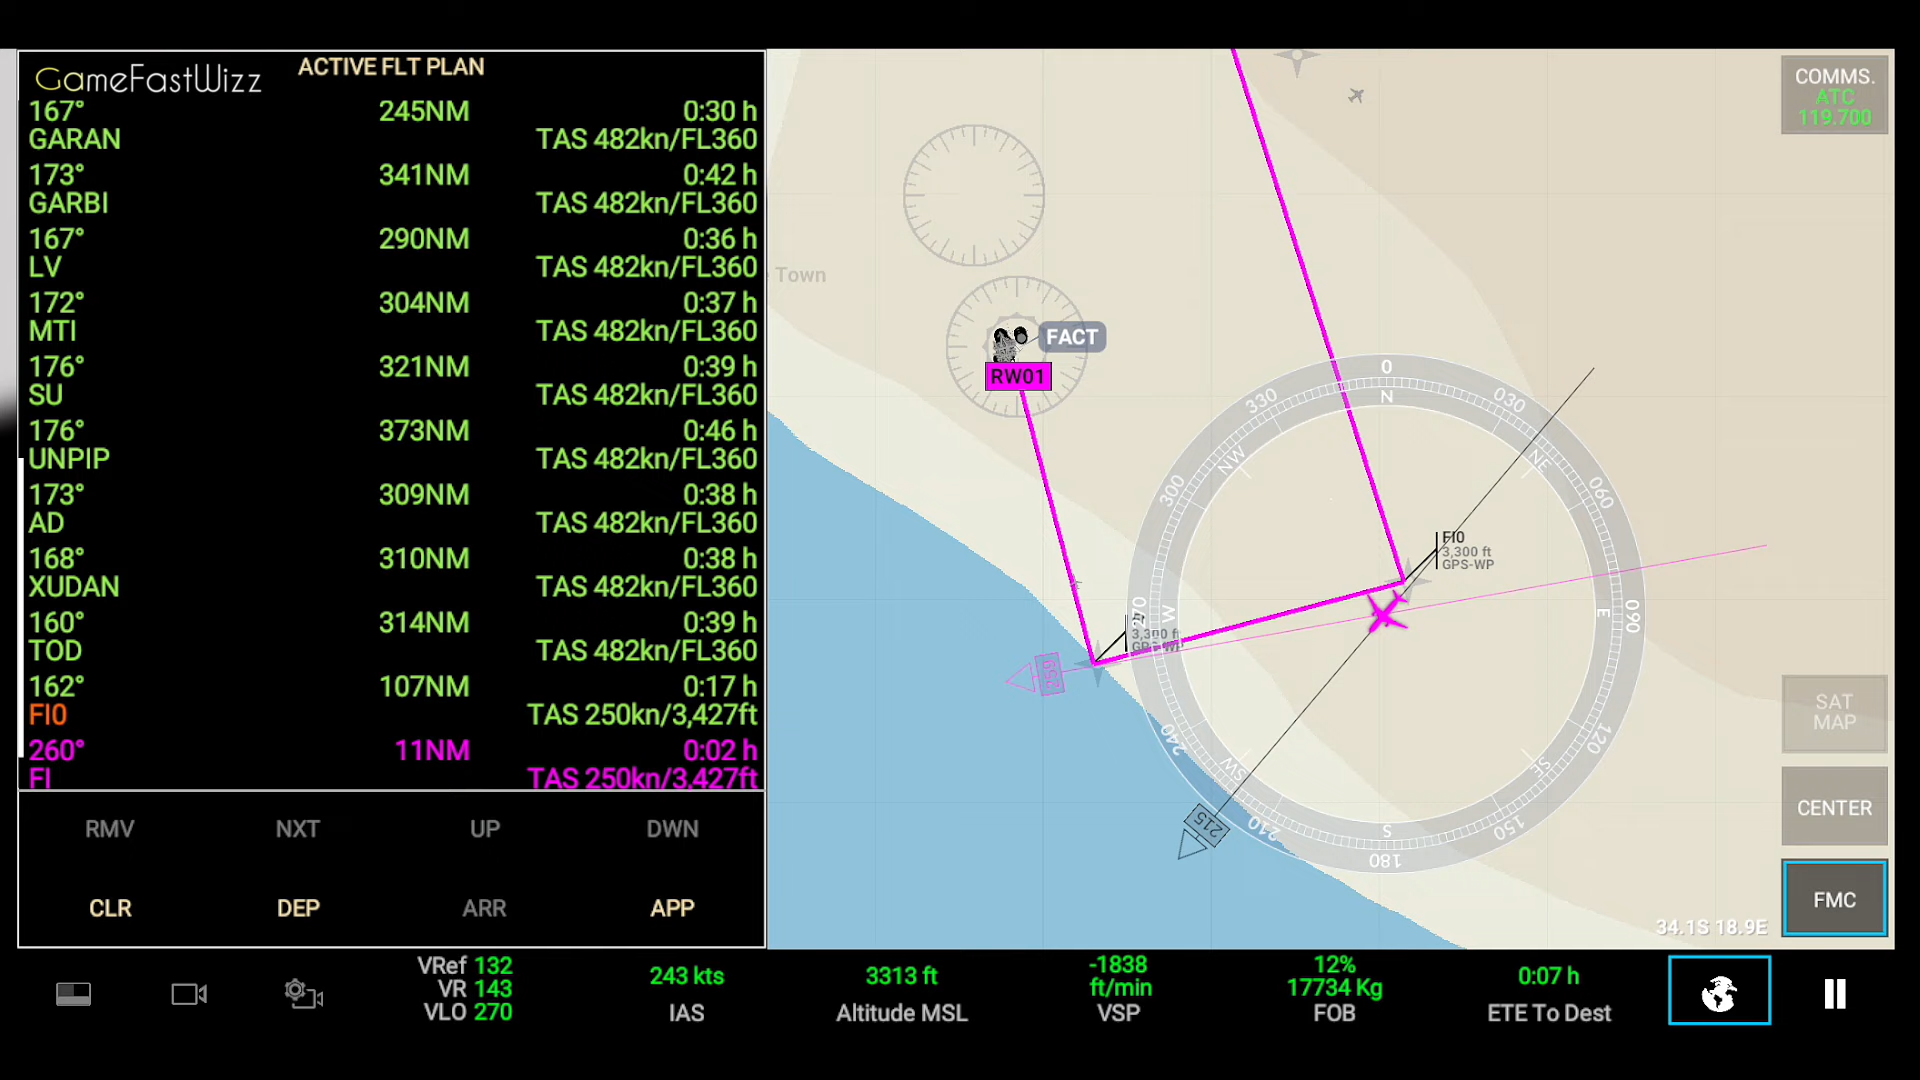 GameFastWizz
ACTIVE FLT PLAN
167° 245NM 0:30 h
GARAN TAS 482kn/FL360
173° 341NM 0:42 h
GARBI TAS 482kn/FL360
167° 290NM 0:36 h
LV TAS 482kn/FL360
172° 304NM 0:37 h
MTI TAS 482kn/FL360
176° 321NM 0:39 h
SU TAS 482kn/FL360
176° 373NM 0:46 h
UNPIP TAS 482kn/FL360
173° 309NM 0:38 h
AD TAS 482kn/FL360
168° 310NM 0:38 h
XUDAN TAS 482kn/FL360
160° 314NM 0:39 h
TOD TAS 482kn/FL360
162° 107NM 0:17 h
FI0 TAS 250kn/3,427ft
260° 11NM 0:02 h
FI TAS 250kn/3,427ft
RMV NXT UP DWN
CLR DEP ARR APP
Town
FACT
RW01
FI0
3,300 ft
GPS-WP
3,300 ft
0
N
030
NE
060
090
E
120
SE
150
180
S
210
SW
240
270
W
300
NW
330
259
215
COMMS.
ATC
119.700
SAT
MAP
CENTER
FMC
34.1S 18.9E
VRef 132
VR 143
VLO 270
243 kts
IAS
3313 ft
Altitude MSL
-1838
ft/min
VSP
12%
17734 Kg
FOB
0:07 h
ETE To Dest